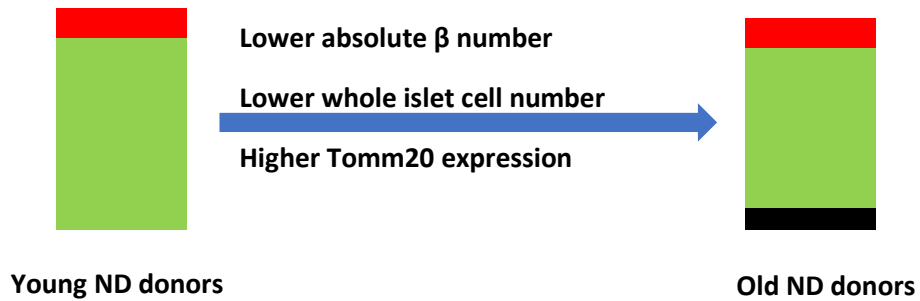 Lower absolute β number
Lower whole islet cell number
Higher Tomm20 expression
Young ND donors
Old ND donors